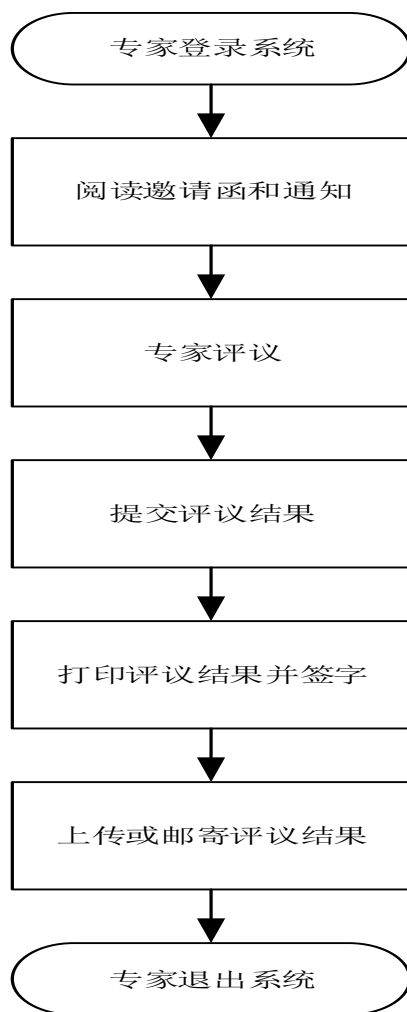 专家登录系统
阅读邀请函和通知
专家评议
提交评议结果
打印评议结果并签字
上传或邮寄评议结果
专家退出系统